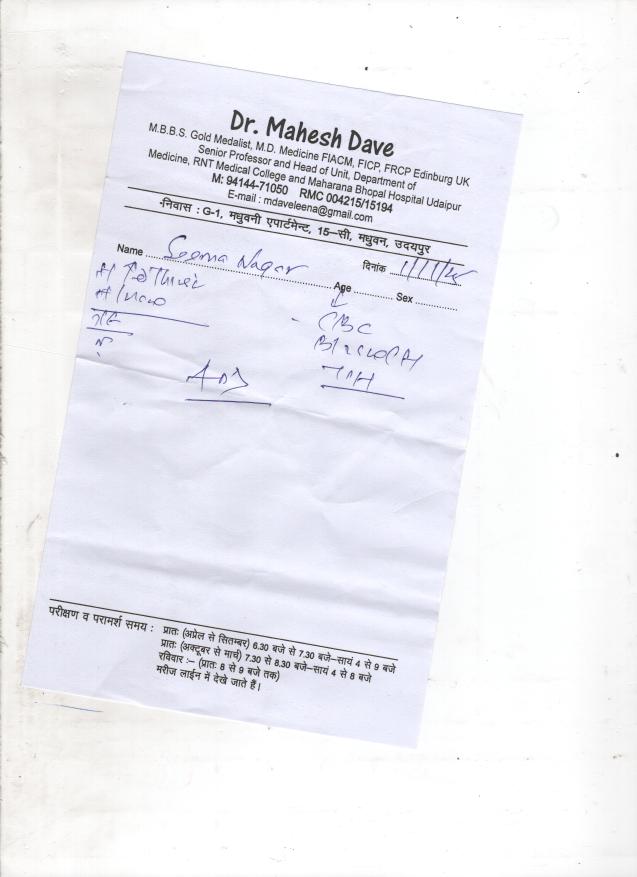 Dr. Mahesh Dave
M.B.B.S. Gold Medalist, M.D. Medicine FIACM, FICP, FRCP Edinburg UK
Senior Professor and Head of Unit, Department of
Medicine, RNT Medical College and Maharana Bhopal Hospital Udaipur
M: 94144-71050 RMC 004215/15194
E-mail : mdaveleena@gmail.com
निवास : G-1, मधुवनी एपार्टमेन्ट, 15–सी, मधुवन, उदयपुर
Name Seema Nagar दिनांक
Age Sex
CBC
परीक्षण व परामर्श समय : प्रातः (अप्रेल से सितम्बर) 6.30 बजे से 7.30 बजे–सायं 4 से 9 बजे
प्रातः (अक्टूबर से मार्च) 7.30 से 8.30 बजे–सायं 4 से 8 बजे
रविवार :– (प्रातः 8 से 9 बजे तक)
मरीज लाईन में देखे जाते हैं।